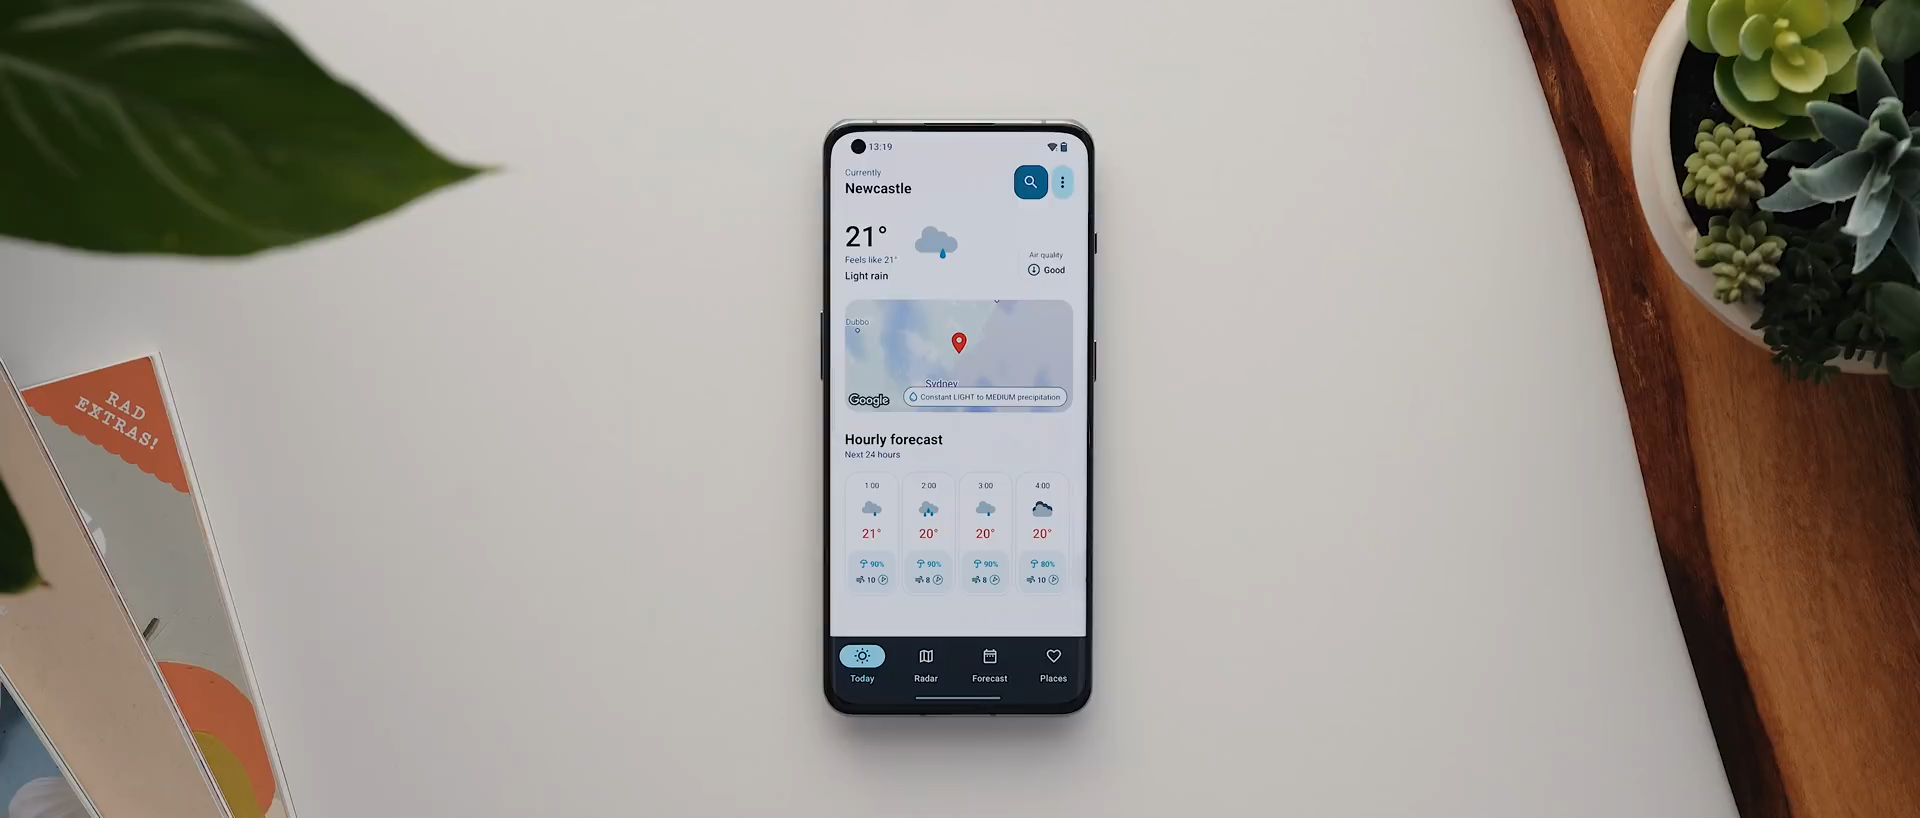 13:19
Currently
Newcastle
21°
Feels like 21°
Light rain
Air quality
Good
Dubbo
Sydney
Google
Constant LIGHT to MEDIUM precipitation
Hourly forecast
Next 24 hours
1:00 2:00 3:00 4:00
21° 20° 20° 20°
90% 90% 90% 80%
10 8 8 10
Today Radar Forecast Places
RAD
EXTRAS!